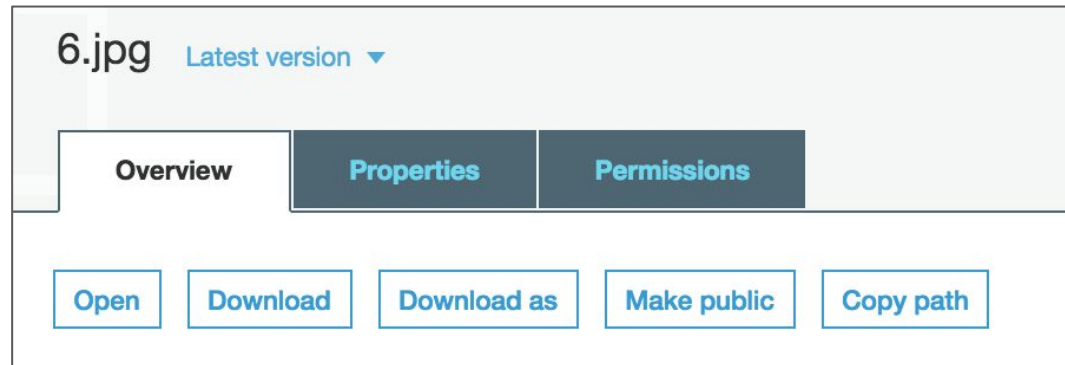 6.jpg Latest version
Overview Properties Permissions
Open Download Download as Make public Copy path